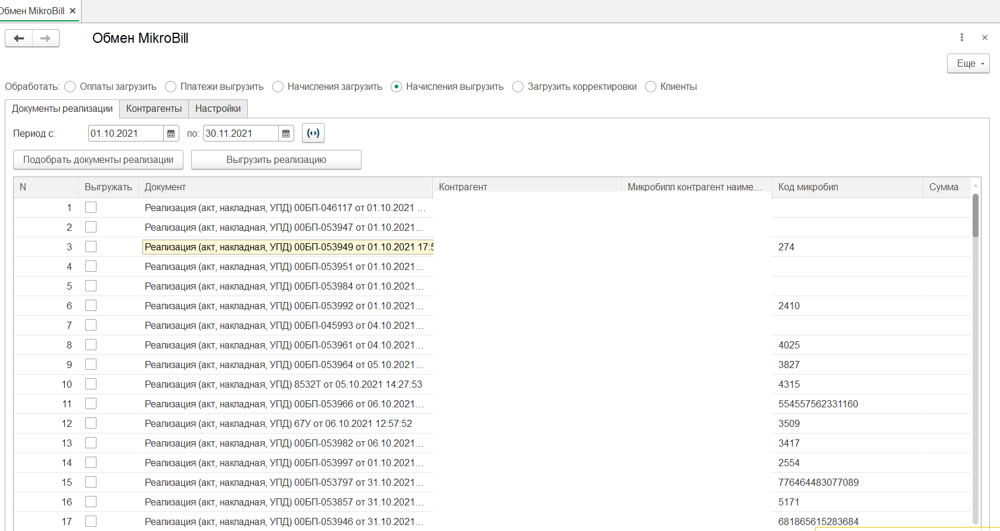 Обмен MikroBill ×
Обмен MikroBill
Еще
Обработать: Оплаты загрузить Платежи выгрузить Начисления загрузить Начисления выгрузить Загрузить корректировки Клиенты
Документы реализации Контрагенты Настройки
Период с: 01.10.2021 по: 30.11.2021
Подобрать документы реализации Выгрузить реализацию
N Выгружать Документ Контрагент Микробилл контрагент наиме... Код микробил Сумма
1 Реализация (акт, накладная, УПД) 00БП-046117 от 01.10.2021 ...
2 Реализация (акт, накладная, УПД) 00БП-053947 от 01.10.2021...
3 Реализация (акт, накладная, УПД) 00БП-053949 от 01.10.2021 17:5 274
4 Реализация (акт, накладная, УПД) 00БП-053951 от 01.10.2021...
5 Реализация (акт, накладная, УПД) 00БП-053984 от 01.10.2021...
6 Реализация (акт, накладная, УПД) 00БП-053992 от 01.10.2021... 2410
7 Реализация (акт, накладная, УПД) 00БП-045993 от 04.10.2021...
8 Реализация (акт, накладная, УПД) 00БП-053961 от 04.10.2021... 4025
9 Реализация (акт, накладная, УПД) 00БП-053964 от 05.10.2021... 3827
10 Реализация (акт, накладная, УПД) 8532Т от 05.10.2021 14:27:53 4315
11 Реализация (акт, накладная, УПД) 00БП-053966 от 06.10.2021... 554557562331160
12 Реализация (акт, накладная, УПД) 67У от 06.10.2021 12:57:52 3509
13 Реализация (акт, накладная, УПД) 00БП-053982 от 06.10.2021... 3417
14 Реализация (акт, накладная, УПД) 00БП-053997 от 01.10.2021... 2554
15 Реализация (акт, накладная, УПД) 00БП-053797 от 31.10.2021... 776464483077089
16 Реализация (акт, накладная, УПД) 00БП-053857 от 31.10.2021... 5171
17 Реализация (акт, накладная, УПД) 00БП-053946 от 31.10.2021... 681865615283684